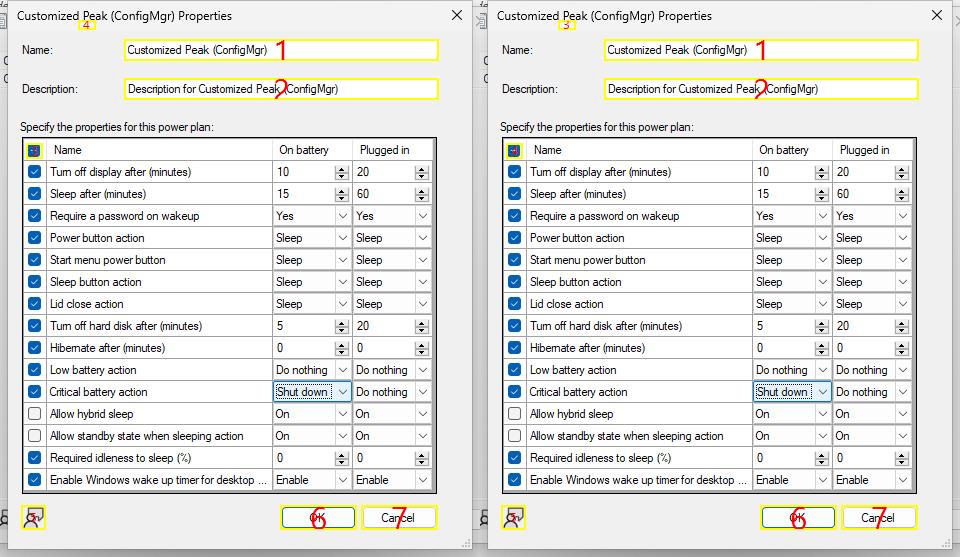 Customized Peak (ConfigMgr) Properties
4
Name: Customized Peak (ConfigMgr) 1
Description: Description for Customized Peak (ConfigMgr) 2
Specify the properties for this power plan:
Name On battery Plugged in
Turn off display after (minutes) 10 20
Sleep after (minutes) 15 60
Require a password on wakeup Yes Yes
Power button action Sleep Sleep
Start menu power button Sleep Sleep
Sleep button action Sleep Sleep
Lid close action Sleep Sleep
Turn off hard disk after (minutes) 5 20
Hibernate after (minutes) 0 0
Low battery action Do nothing Do nothing
Critical battery action Shut down Do nothing
Allow hybrid sleep On On
Allow standby state when sleeping action On On
Required idleness to sleep (%) 0 0
Enable Windows wake up timer for desktop ... Enable Enable
OK 6 Cancel 7
Customized Peak (ConfigMgr) Properties
3
Name: Customized Peak (ConfigMgr) 1
Description: Description for Customized Peak (ConfigMgr) 2
Specify the properties for this power plan:
Name On battery Plugged in
Turn off display after (minutes) 10 20
Sleep after (minutes) 15 60
Require a password on wakeup Yes Yes
Power button action Sleep Sleep
Start menu power button Sleep Sleep
Sleep button action Sleep Sleep
Lid close action Sleep Sleep
Turn off hard disk after (minutes) 5 20
Hibernate after (minutes) 0 0
Low battery action Do nothing Do nothing
Critical battery action Shut down Do nothing
Allow hybrid sleep On On
Allow standby state when sleeping action On On
Required idleness to sleep (%) 0 0
Enable Windows wake up timer for desktop ... Enable Enable
OK 6 Cancel 7